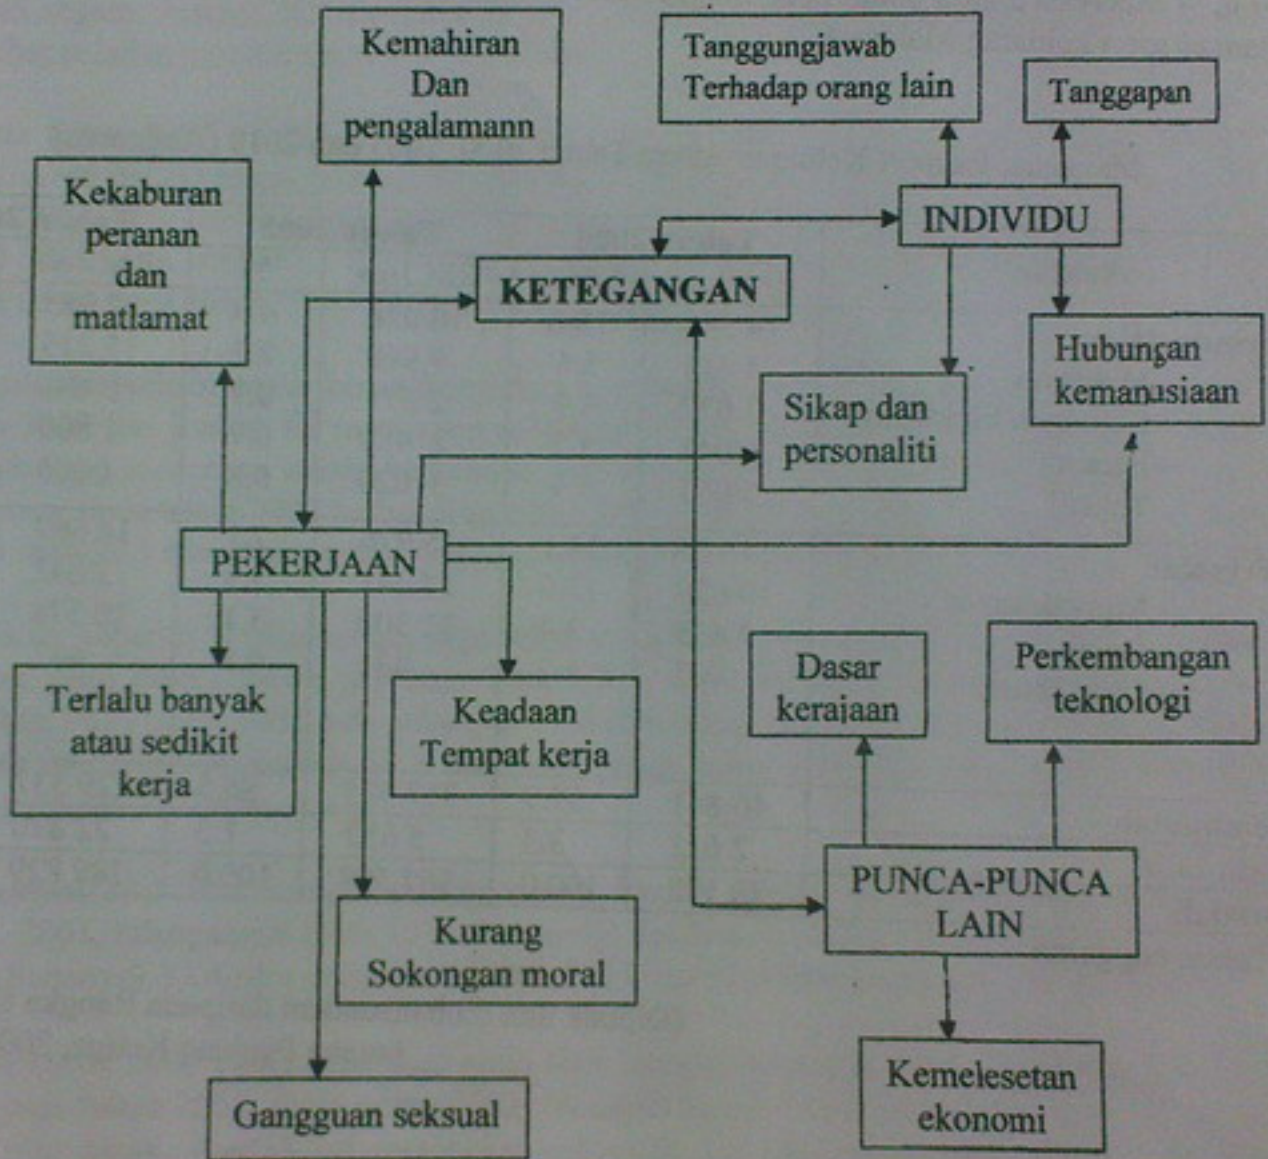 Kemahiran
Dan
pengalamann
Tanggungjawab
Terhadap orang lain
Tanggapan
Kekaburan
peranan
dan
matlamat
INDIVIDU
KETEGANGAN
Hubungan
kemanusiaan
Sikap dan
personaliti
PEKERJAAN
Terlalu banyak
atau sedikit
kerja
Keadaan
Tempat kerja
Dasar
kerajaan
Perkembangan
teknologi
PUNCA-PUNCA
LAIN
Kurang
Sokongan moral
Kemelesetan
ekonomi
Gangguan seksual